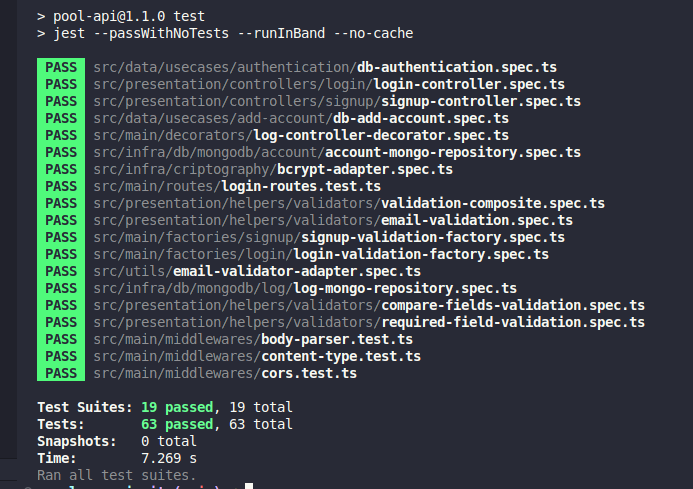 > pool-api@1.1.0 test
> jest --passWithNoTests --runInBand --no-cache
PASS src/data/usecases/authentication/db-authentication.spec.ts
PASS src/presentation/controllers/login/login-controller.spec.ts
PASS src/presentation/controllers/signup/signup-controller.spec.ts
PASS src/data/usecases/add-account/db-add-account.spec.ts
PASS src/main/decorators/log-controller-decorator.spec.ts
PASS src/infra/db/mongodb/account/account-mongo-repository.spec.ts
PASS src/infra/criptography/bcrypt-adapter.spec.ts
PASS src/main/routes/login-routes.test.ts
PASS src/presentation/helpers/validators/validation-composite.spec.ts
PASS src/presentation/helpers/validators/email-validation.spec.ts
PASS src/main/factories/signup/signup-validation-factory.spec.ts
PASS src/main/factories/login/login-validation-factory.spec.ts
PASS src/utils/email-validator-adapter.spec.ts
PASS src/infra/db/mongodb/log/log-mongo-repository.spec.ts
PASS src/presentation/helpers/validators/compare-fields-validation.spec.ts
PASS src/presentation/helpers/validators/required-field-validation.spec.ts
PASS src/main/middlewares/body-parser.test.ts
PASS src/main/middlewares/content-type.test.ts
PASS src/main/middlewares/cors.test.ts
Test Suites: 19 passed, 19 total
Tests: 63 passed, 63 total
Snapshots: 0 total
Time: 7.269 s
Ran all test suites.